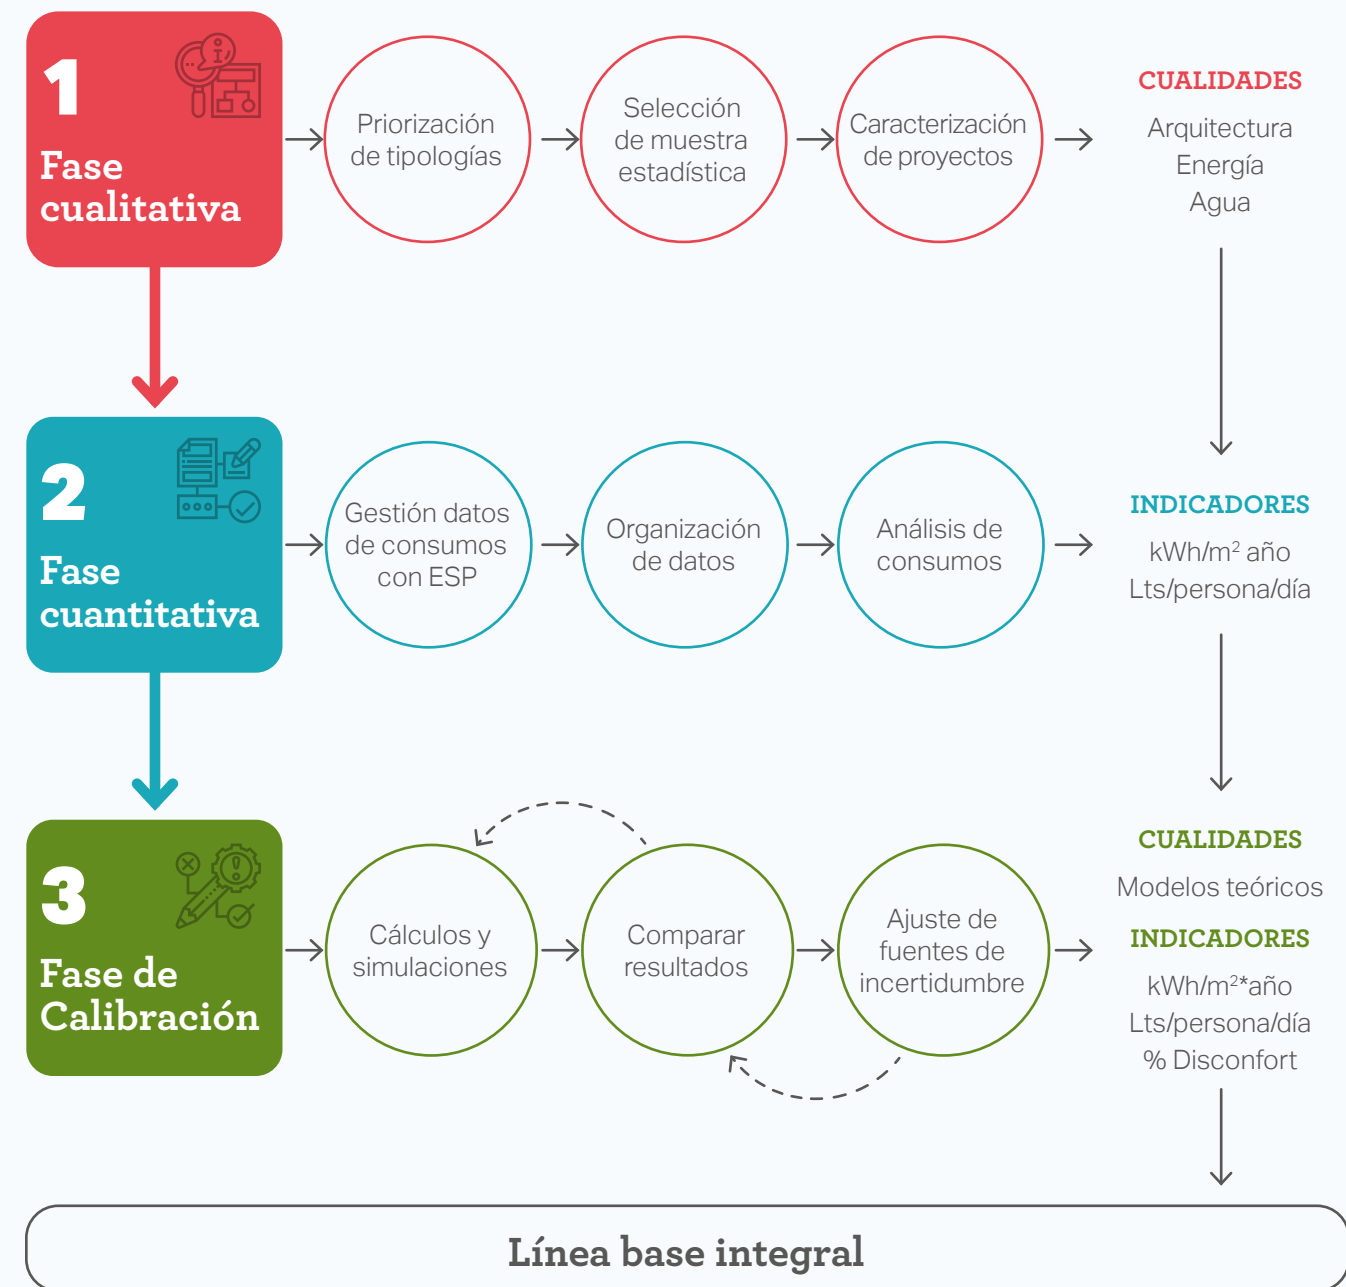 1
Fase
cualitativa
Priorización
de tipologías
Selección
de muestra
estadística
Caracterización
de proyectos
CUALIDADES
Arquitectura
Energía
Agua
2
Fase
cuantitativa
Gestión datos
de consumos
con ESP
Organización
de datos
Análisis de
consumos
INDICADORES
kWh/m² año
Lts/persona/día
3
Fase de
Calibración
Cálculos y
simulaciones
Comparar
resultados
Ajuste de
fuentes de
incertidumbre
CUALIDADES
Modelos teóricos
INDICADORES
kWh/m²*año
Lts/persona/día
% Disconfort
Línea base integral